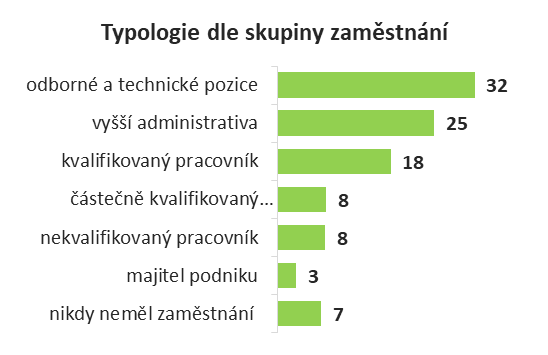 Typologie dle skupiny zaměstnání
odborné a technické pozice 32
vyšší administrativa 25
kvalifikovaný pracovník 18
částečně kvalifikovaný... 8
nekvalifikovaný pracovník 8
majitel podniku 3
nikdy neměl zaměstnání 7